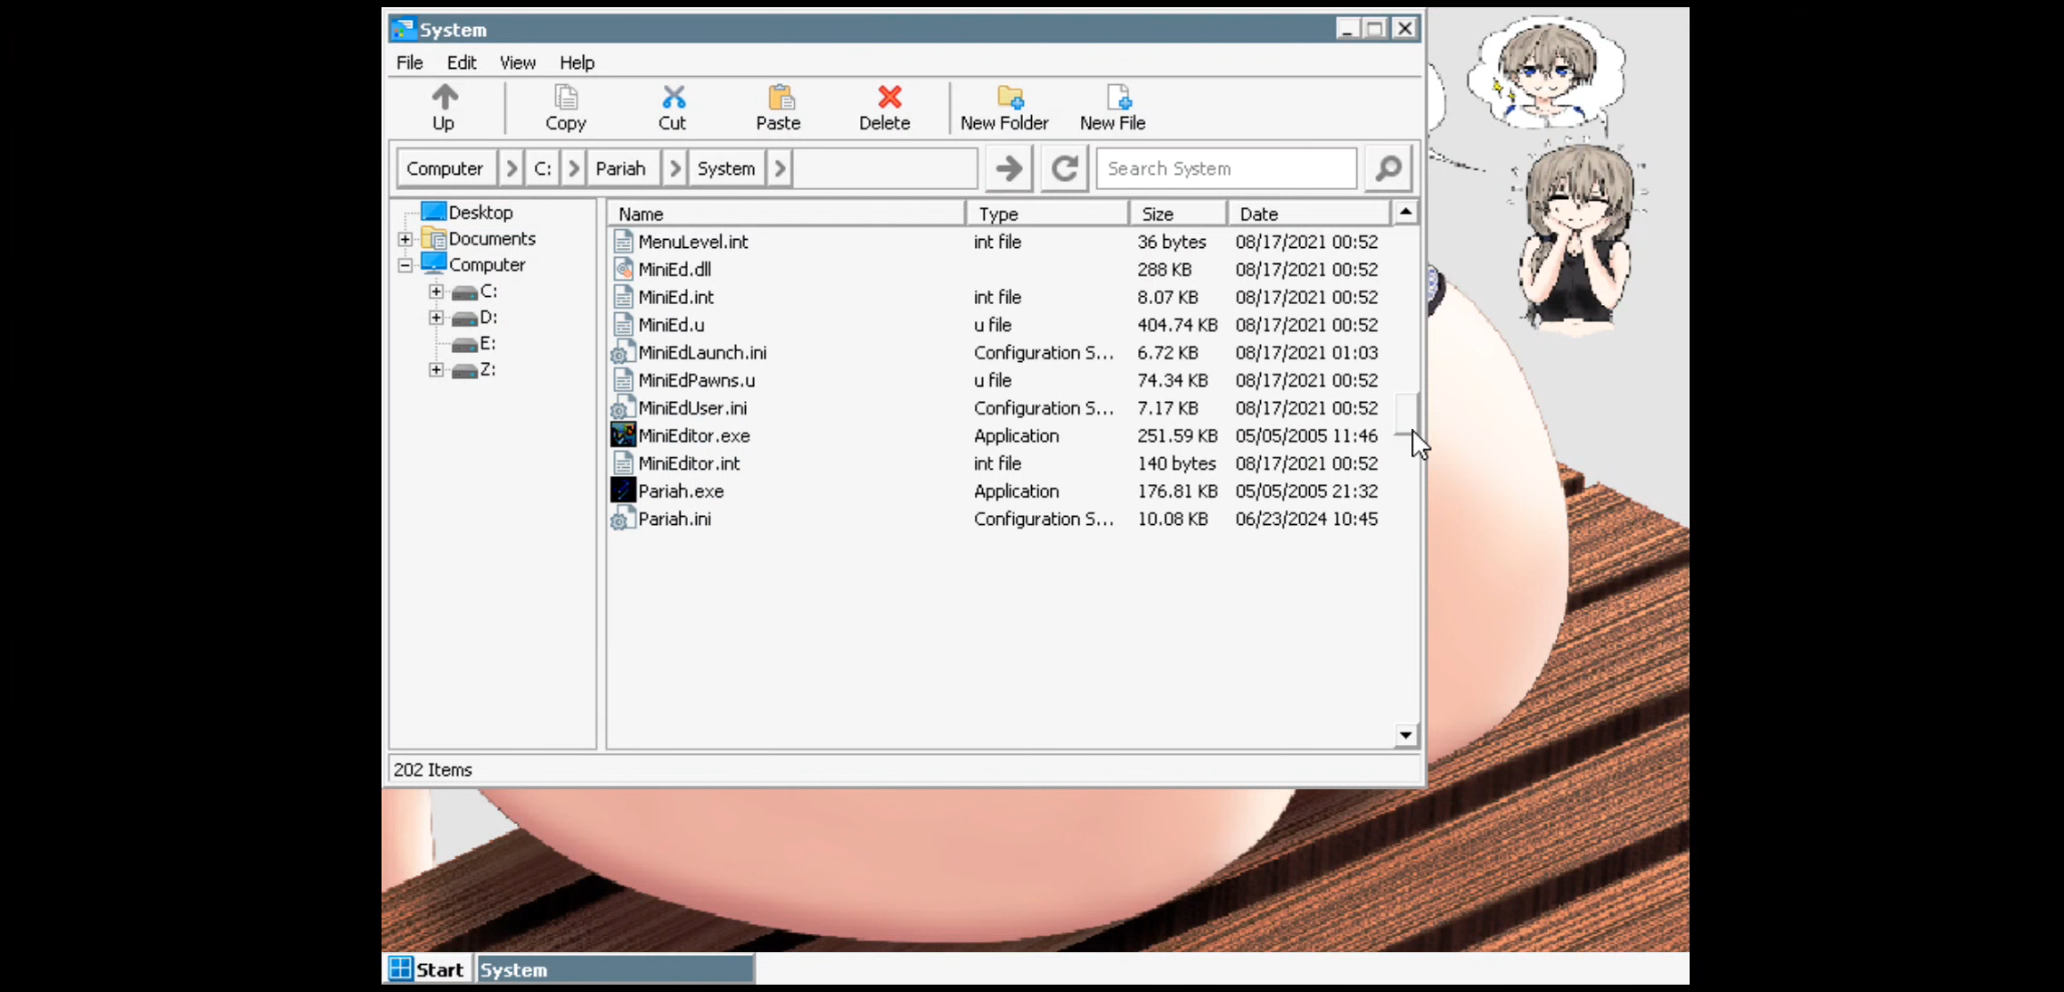 System
File Edit View Help
Up Copy Cut Paste Delete New Folder New File
Computer C: Pariah System Search System
Desktop
Documents
Computer
C:
D:
E:
Z:
Name Type Size Date
MenuLevel.int int file 36 bytes 08/17/2021 00:52
MiniEd.dll 288 KB 08/17/2021 00:52
MiniEd.int int file 8.07 KB 08/17/2021 00:52
MiniEd.u u file 404.74 KB 08/17/2021 00:52
MiniEdLaunch.ini Configuration S... 6.72 KB 08/17/2021 01:03
MiniEdPawns.u u file 74.34 KB 08/17/2021 00:52
MiniEdUser.ini Configuration S... 7.17 KB 08/17/2021 00:52
MiniEditor.exe Application 251.59 KB 05/05/2005 11:46
MiniEditor.int int file 140 bytes 08/17/2021 00:52
Pariah.exe Application 176.81 KB 05/05/2005 21:32
Pariah.ini Configuration S... 10.08 KB 06/23/2024 10:45
202 Items
Start System